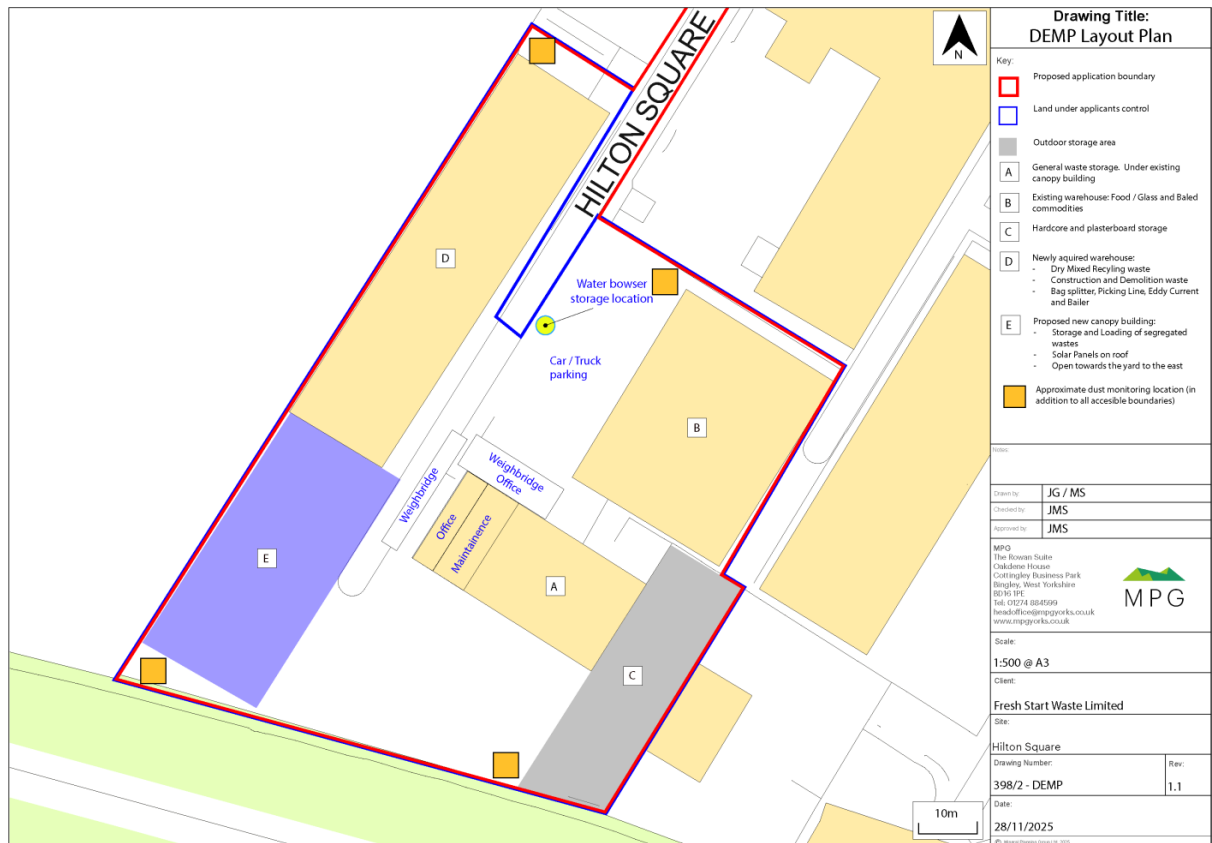 HILTON SQUARE
N
D
Water bowser
storage location
Car / Truck
parking
B
Weighbridge
Weighbridge
Office
Office
Maintainence
A
E
C
10m
Drawing Title:
DEMP Layout Plan
Key:
Proposed application boundary
Land under applicants control
Outdoor storage area
A
General waste storage. Under existing
canopy building
B
Existing warehouse: Food / Glass and Baled
commodities
C
Hardcore and plasterboard storage
D
Newly aquired warehouse:
- Dry Mixed Recyling waste
- Construction and Demolition waste
- Bag splitter, Picking Line, Eddy Current
and Bailer
E
Proposed new canopy building:
- Storage and Loading of segregated
wastes
- Solar Panels on roof
- Open towards the yard to the east
Approximate dust monitoring location (in
addition to all accesible boundaries)
Notes:
Drawn by: JG / MS
Checked by: JMS
Approved by: JMS
MPG
The Rowan Suite
Oakdene House
Cottingley Business Park
Bingley, West Yorkshire
BD16 1PE
Tel: 01274 884599
headoffice@mpgyorks.co.uk
www.mpgyorks.co.uk
MPG
Scale:
1:500 @ A3
Client:
Fresh Start Waste Limited
Site:
Hilton Square
Drawing Number:
398/2 - DEMP
Rev:
1.1
Date:
28/11/2025